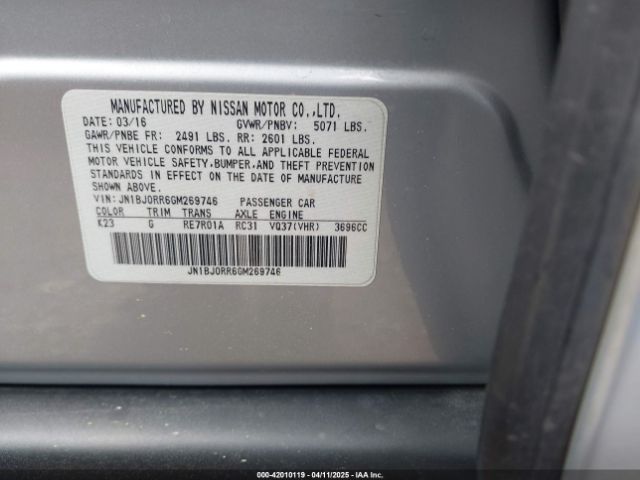 MANUFACTURED BY NISSAN MOTOR CO.,LTD.
DATE: 03/16 GVWR/PNBV: 5071 LBS.
GAWR/PNBE FR: 2491 LBS. RR: 2601 LBS.
THIS VEHICLE CONFORMS TO ALL APPLICABLE FEDERAL
MOTOR VEHICLE SAFETY,BUMPER,AND THEFT PREVENTION
STANDARDS IN EFFECT ON THE DATE OF MANUFACTURE
SHOWN ABOVE.
VIN: JN1BJ0RR6GM269746 PASSENGER CAR
COLOR TRIM TRANS AXLE ENGINE
K23 G RE7R01A RC31 VQ37(VHR) 3696CC
JN1BJ0RR6GM269746
000-42010119 - 04/11/2025 - IAAI.com